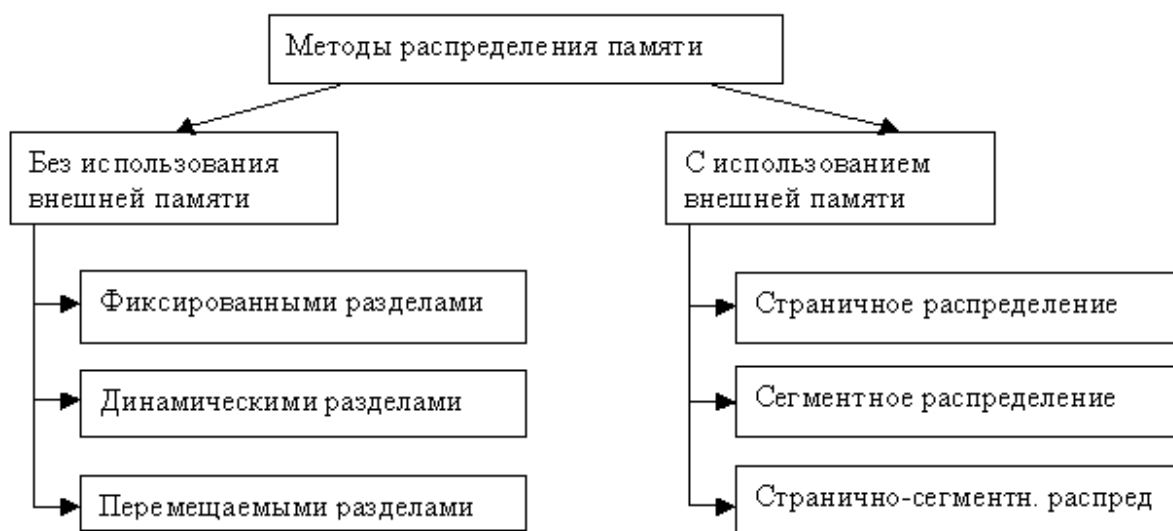 Методы распределения памяти
Без использования
внешней памяти
Фиксированными разделами
Динамическими разделами
Перемещаемыми разделами
С использованием
внешней памяти
Страничное распределение
Сегментное распределение
Странично-сегментн. распред